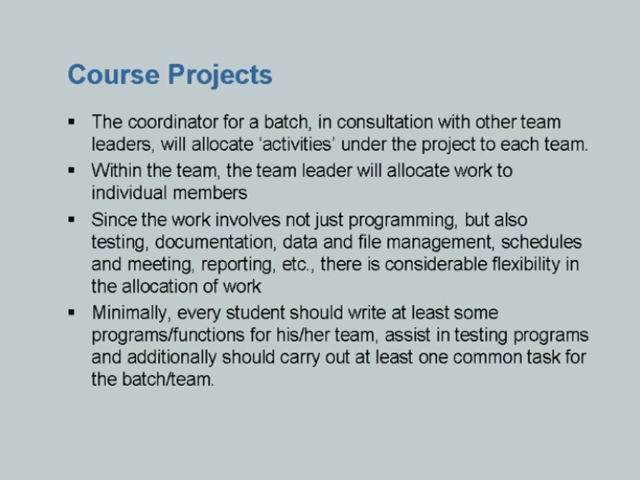 Course Projects
▪ The coordinator for a batch, in consultation with other team
leaders, will allocate ‘activities’ under the project to each team.
▪ Within the team, the team leader will allocate work to
individual members
▪ Since the work involves not just programming, but also
testing, documentation, data and file management, schedules
and meeting, reporting, etc., there is considerable flexibility in
the allocation of work
▪ Minimally, every student should write at least some
programs/functions for his/her team, assist in testing programs
and additionally should carry out at least one common task for
the batch/team.